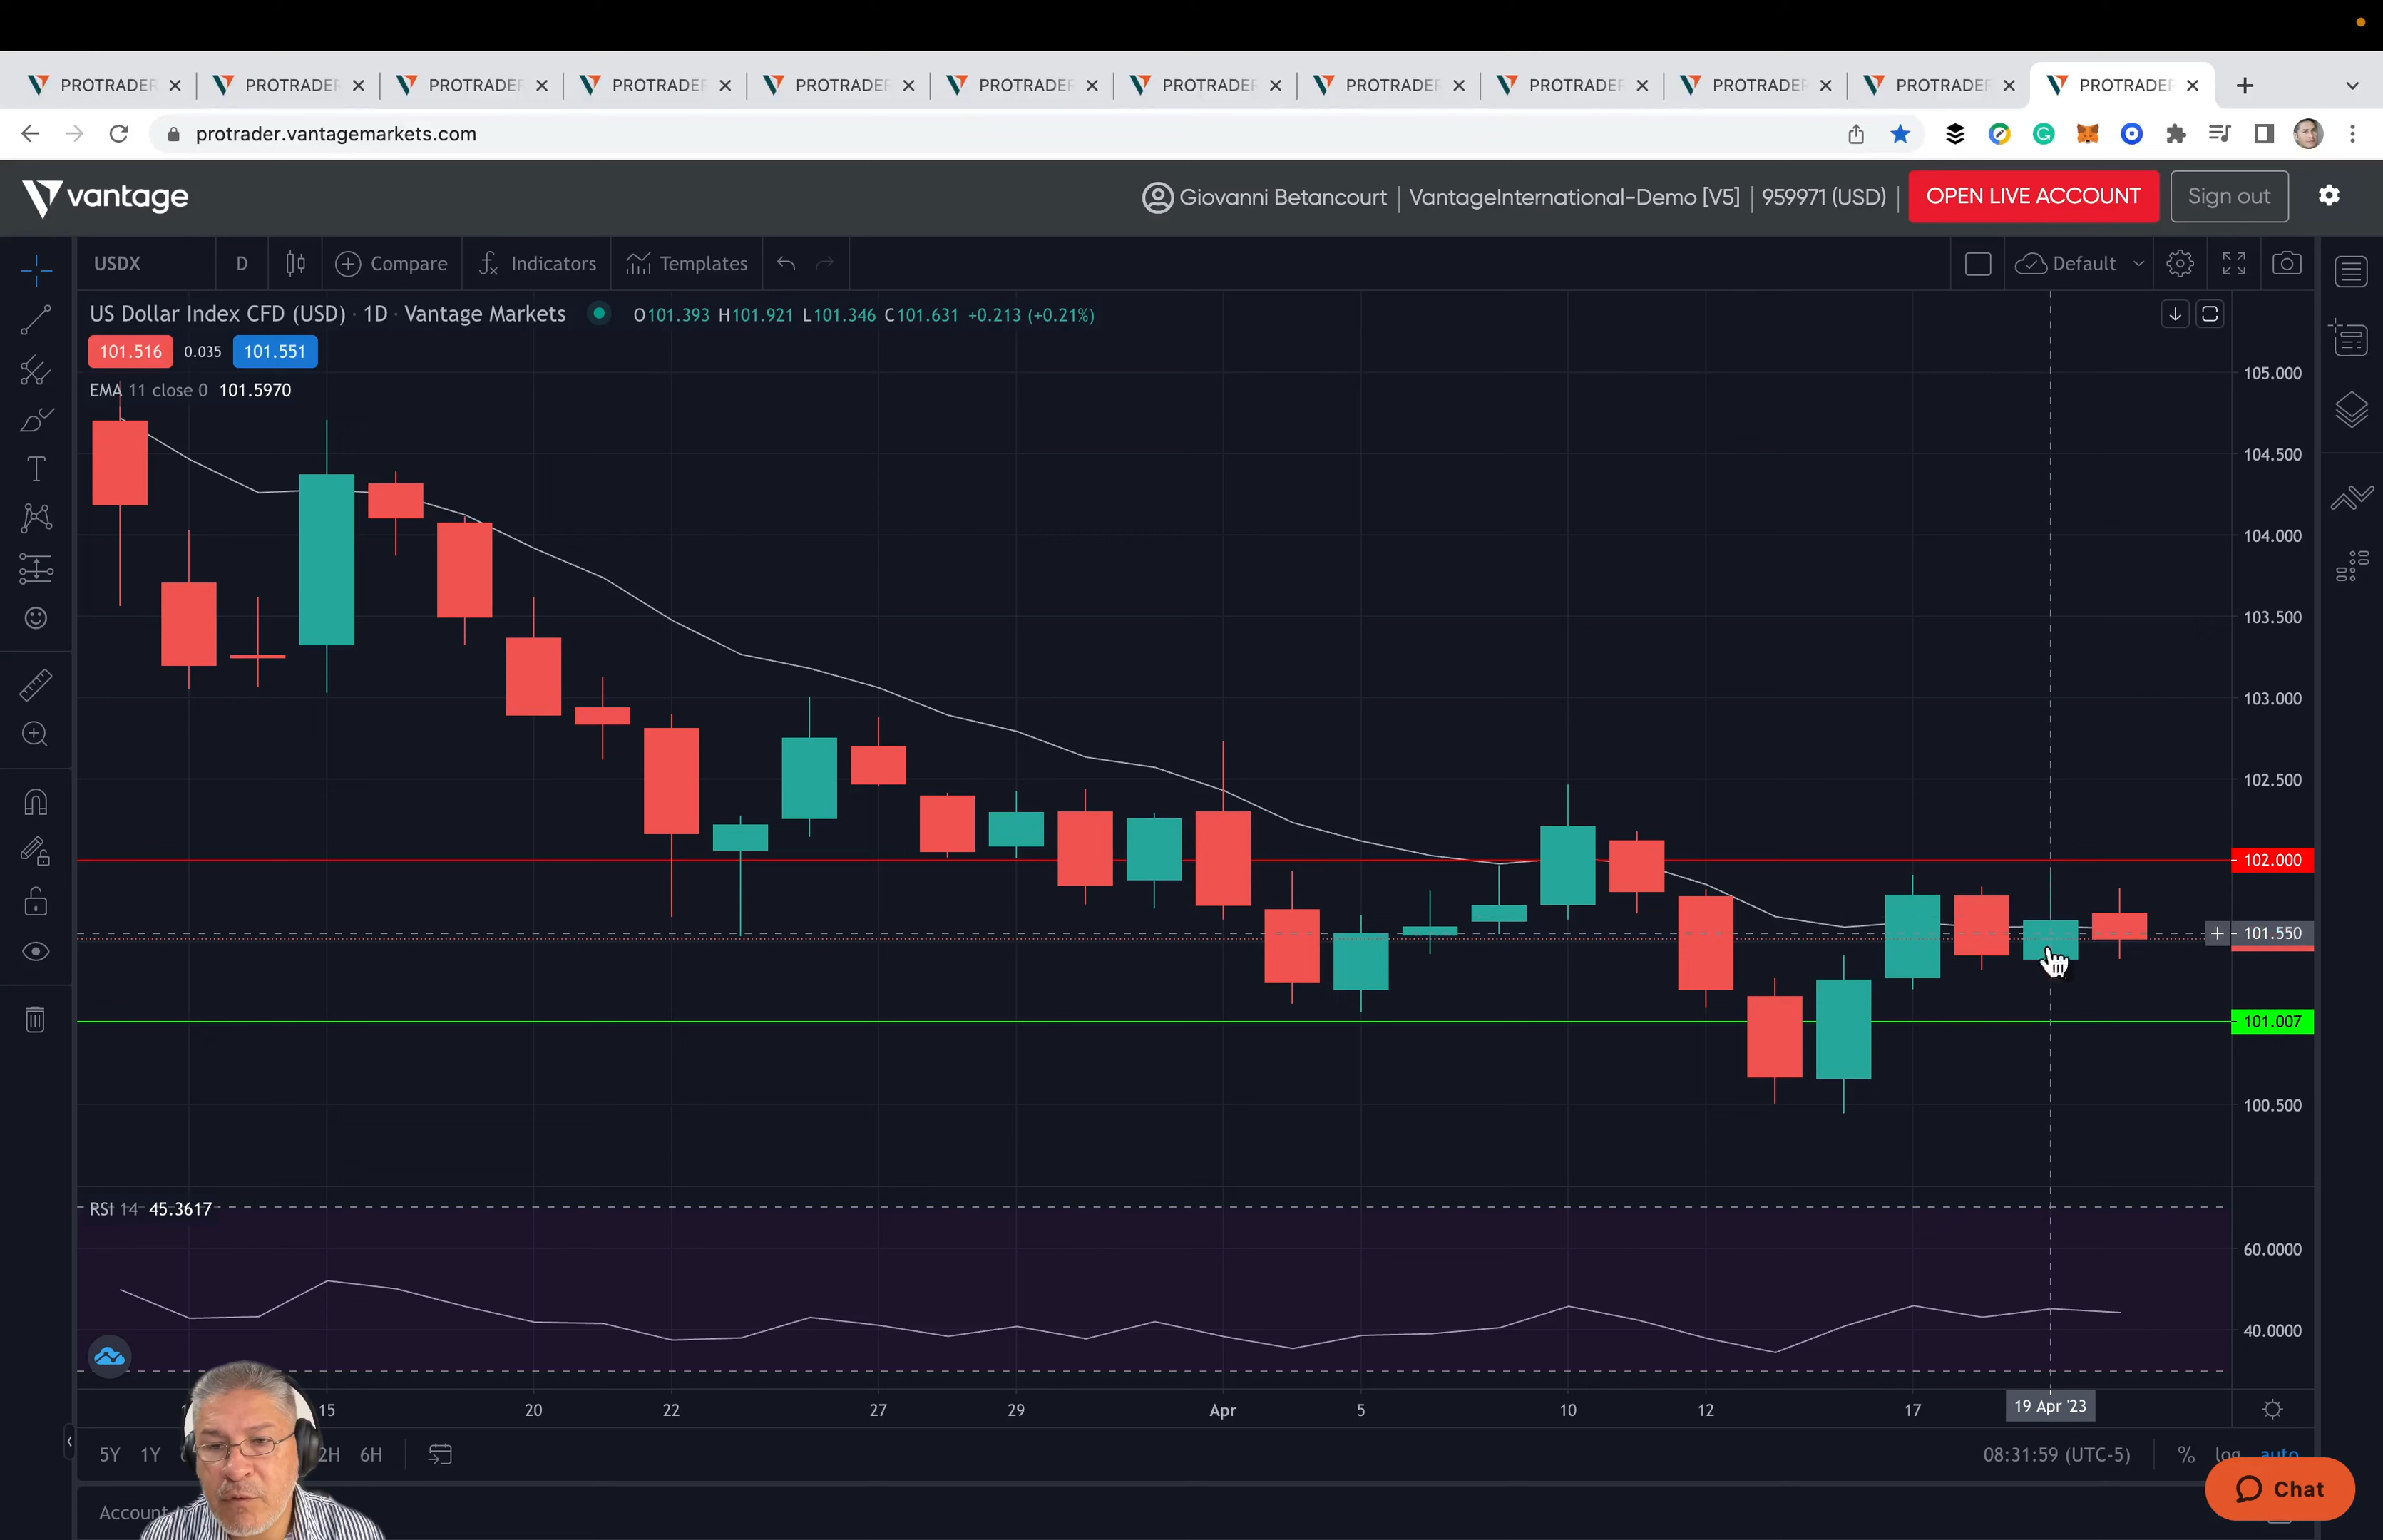 PROTRADER PROTRADER PROTRADER PROTRADER PROTRADER PROTRADER PROTRADER PROTRADER PROTRADER PROTRADER PROTRADER PROTRADER
protrader.vantagemarkets.com
vantage Giovanni Betancourt VantageInternational-Demo [V5] 959971 (USD) OPEN LIVE ACCOUNT Sign out
USDX D Compare Indicators Templates Default
US Dollar Index CFD (USD) · 1D · Vantage Markets O101.393 H101.921 L101.346 C101.631 +0.213 (+0.21%)
101.516 0.035 101.551
EMA 11 close 0 101.5970
105.000
104.500
104.000
103.500
103.000
102.500
102.000
101.550
101.007
100.500
RSI 14 45.3617
60.0000
40.0000
15 20 22 27 29 Apr 5 10 12 17 19 Apr '23
5Y 1Y 2H 6H 08:31:59 (UTC-5) % log auto
Account
Chat